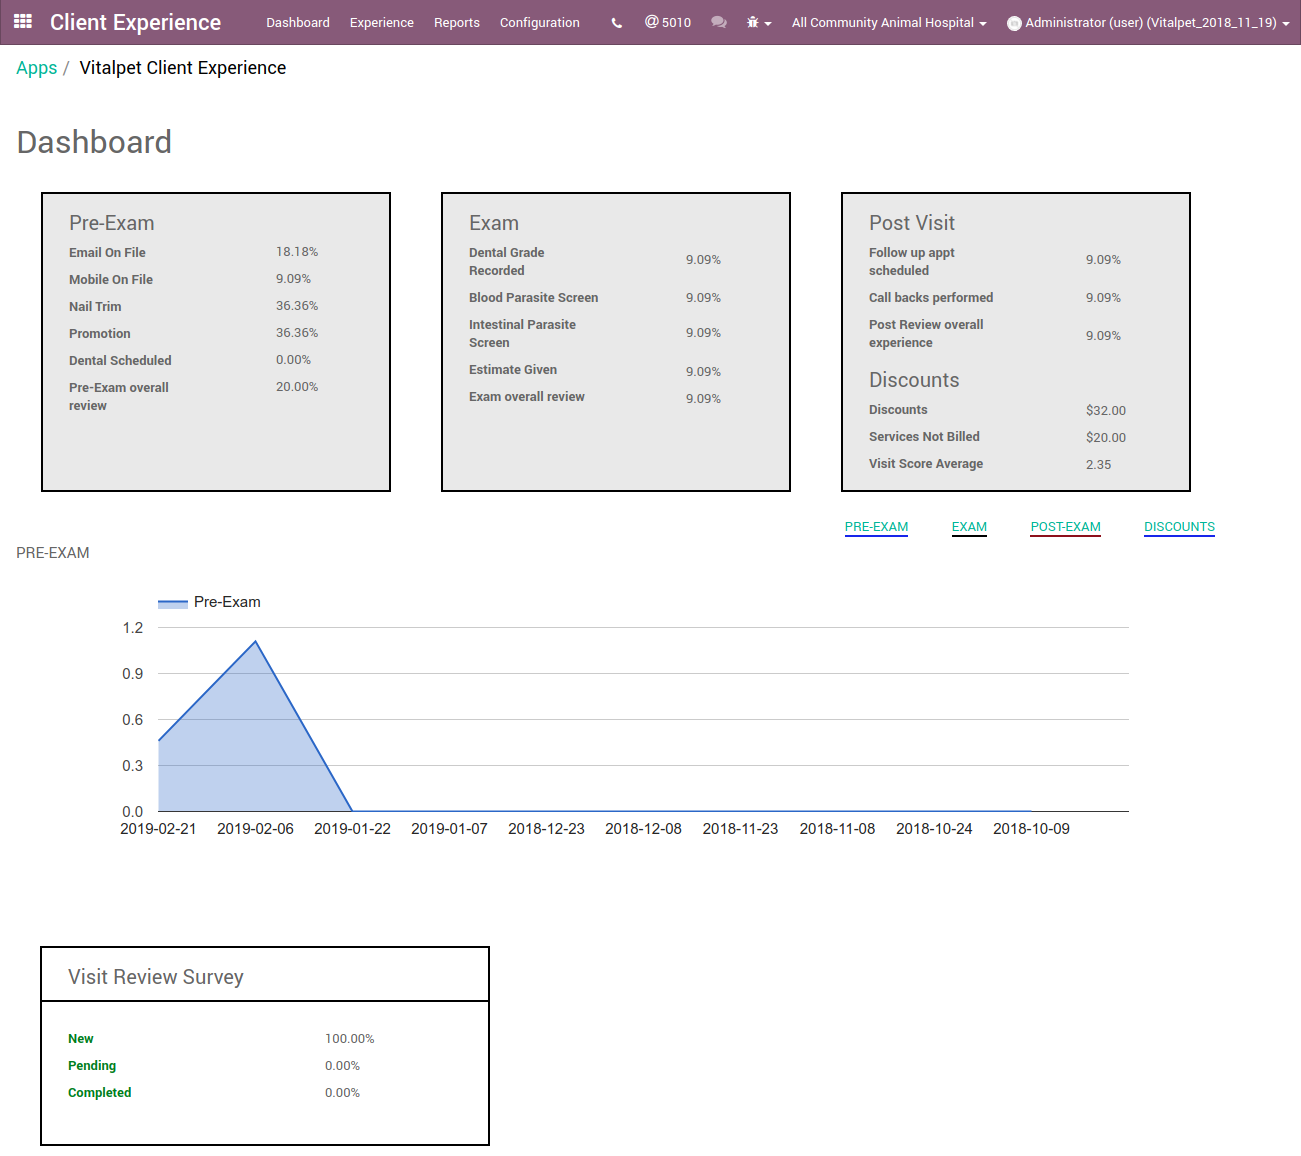 Client Experience Dashboard Experience Reports Configuration @ 5010 All Community Animal Hospital Administrator (user) (Vitalpet_2018_11_19)
Apps / Vitalpet Client Experience
Dashboard
Pre-Exam
Email On File 18.18%
Mobile On File 9.09%
Nail Trim 36.36%
Promotion 36.36%
Dental Scheduled 0.00%
Pre-Exam overall
review
20.00%
Exam
Dental Grade
Recorded
9.09%
Blood Parasite Screen 9.09%
Intestinal Parasite
Screen
9.09%
Estimate Given 9.09%
Exam overall review 9.09%
Post Visit
Follow up appt
scheduled
9.09%
Call backs performed 9.09%
Post Review overall
experience
9.09%
Discounts
Discounts $32.00
Services Not Billed $20.00
Visit Score Average 2.35
PRE-EXAM EXAM POST-EXAM DISCOUNTS
PRE-EXAM
Pre-Exam
1.2
0.9
0.6
0.3
0.0
2019-02-21 2019-02-06 2019-01-22 2019-01-07 2018-12-23 2018-12-08 2018-11-23 2018-11-08 2018-10-24 2018-10-09
Visit Review Survey
New 100.00%
Pending 0.00%
Completed 0.00%